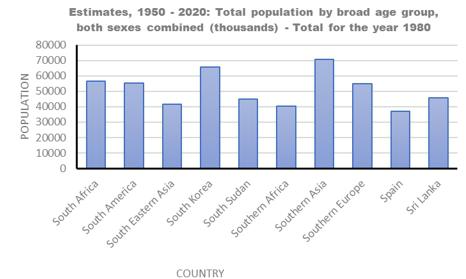 Estimates, 1950 - 2020: Total population by broad age group,
both sexes combined (thousands) - Total for the year 1980
POPULATION
80000
70000
60000
50000
40000
30000
20000
10000
0
South Africa
South America
South Eastern Asia
South Korea
South Sudan
Southern Africa
Southern Asia
Southern Europe
Spain
Sri Lanka
COUNTRY